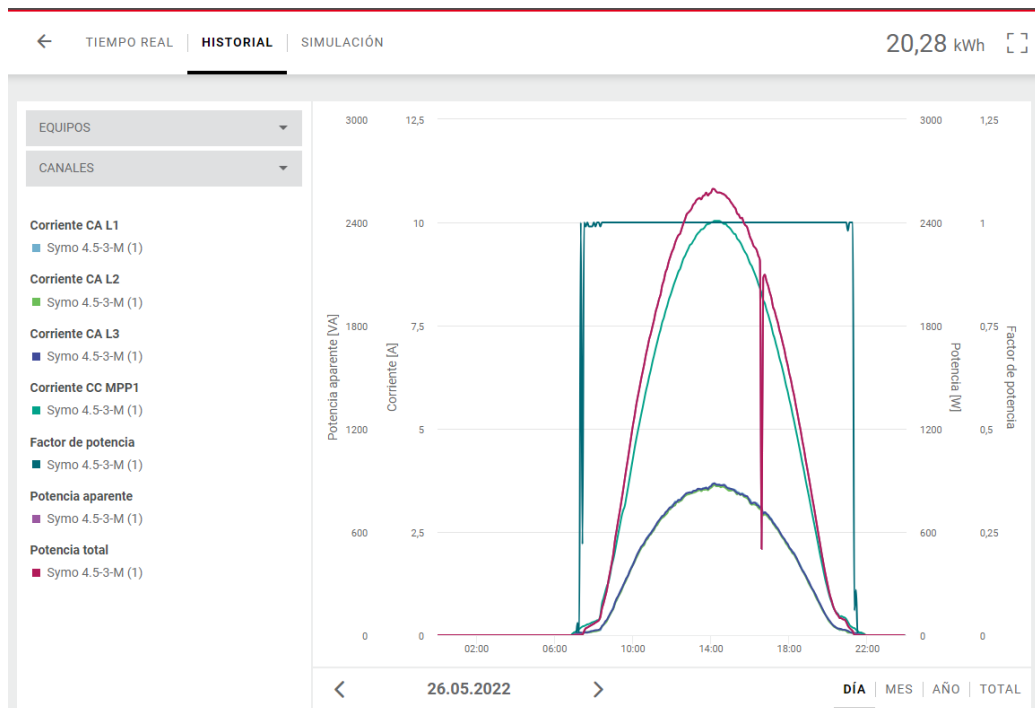 TIEMPO REAL
HISTORIAL
SIMULACIÓN
20,28 kWh
EQUIPOS
CANALES
Corriente CA L1
Symo 4.5-3-M (1)
Corriente CA L2
Symo 4.5-3-M (1)
Corriente CA L3
Symo 4.5-3-M (1)
Corriente CC MPP1
Symo 4.5-3-M (1)
Factor de potencia
Symo 4.5-3-M (1)
Potencia aparente
Symo 4.5-3-M (1)
Potencia total
Symo 4.5-3-M (1)
Potencia aparente [VA]
3000
2400
1800
1200
600
0
Corriente [A]
12,5
10
7,5
5
2,5
0
3000
2400
1800
1200
600
0
Potencia [W]
1,25
1
0,75
0,5
0,25
0
Factor de potencia
02:00
06:00
10:00
14:00
18:00
22:00
26.05.2022
DÍA
MES
AÑO
TOTAL